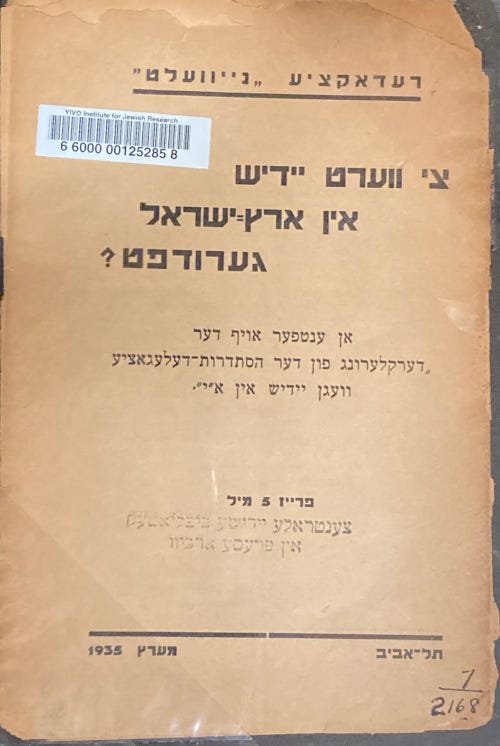 רעדאקציע „נייוועלט"
YIVO Institute for Jewish Research
6 6000 00125285 8
צי ווערט יידיש
אין ארץ=ישראל
גערודפט?
אן ענטפער אויף דער
„דערקלערונג פון דער הסתדרות-דעלעגאציע
וועגן יידיש אין א״י".
פרייז 5 מיל
צענטראלע יידישע ביבליאטעק
אין פרעסע ארכיוו
תל-אביב מערץ 1935
7
2168